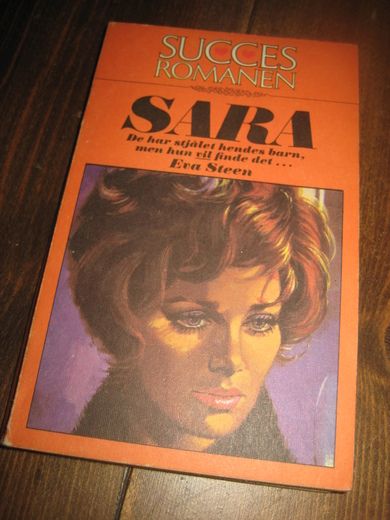 SUCCES
ROMANEN
SARA
De har stjålet hendes barn,
men hun vil finde det...
Eva Steen